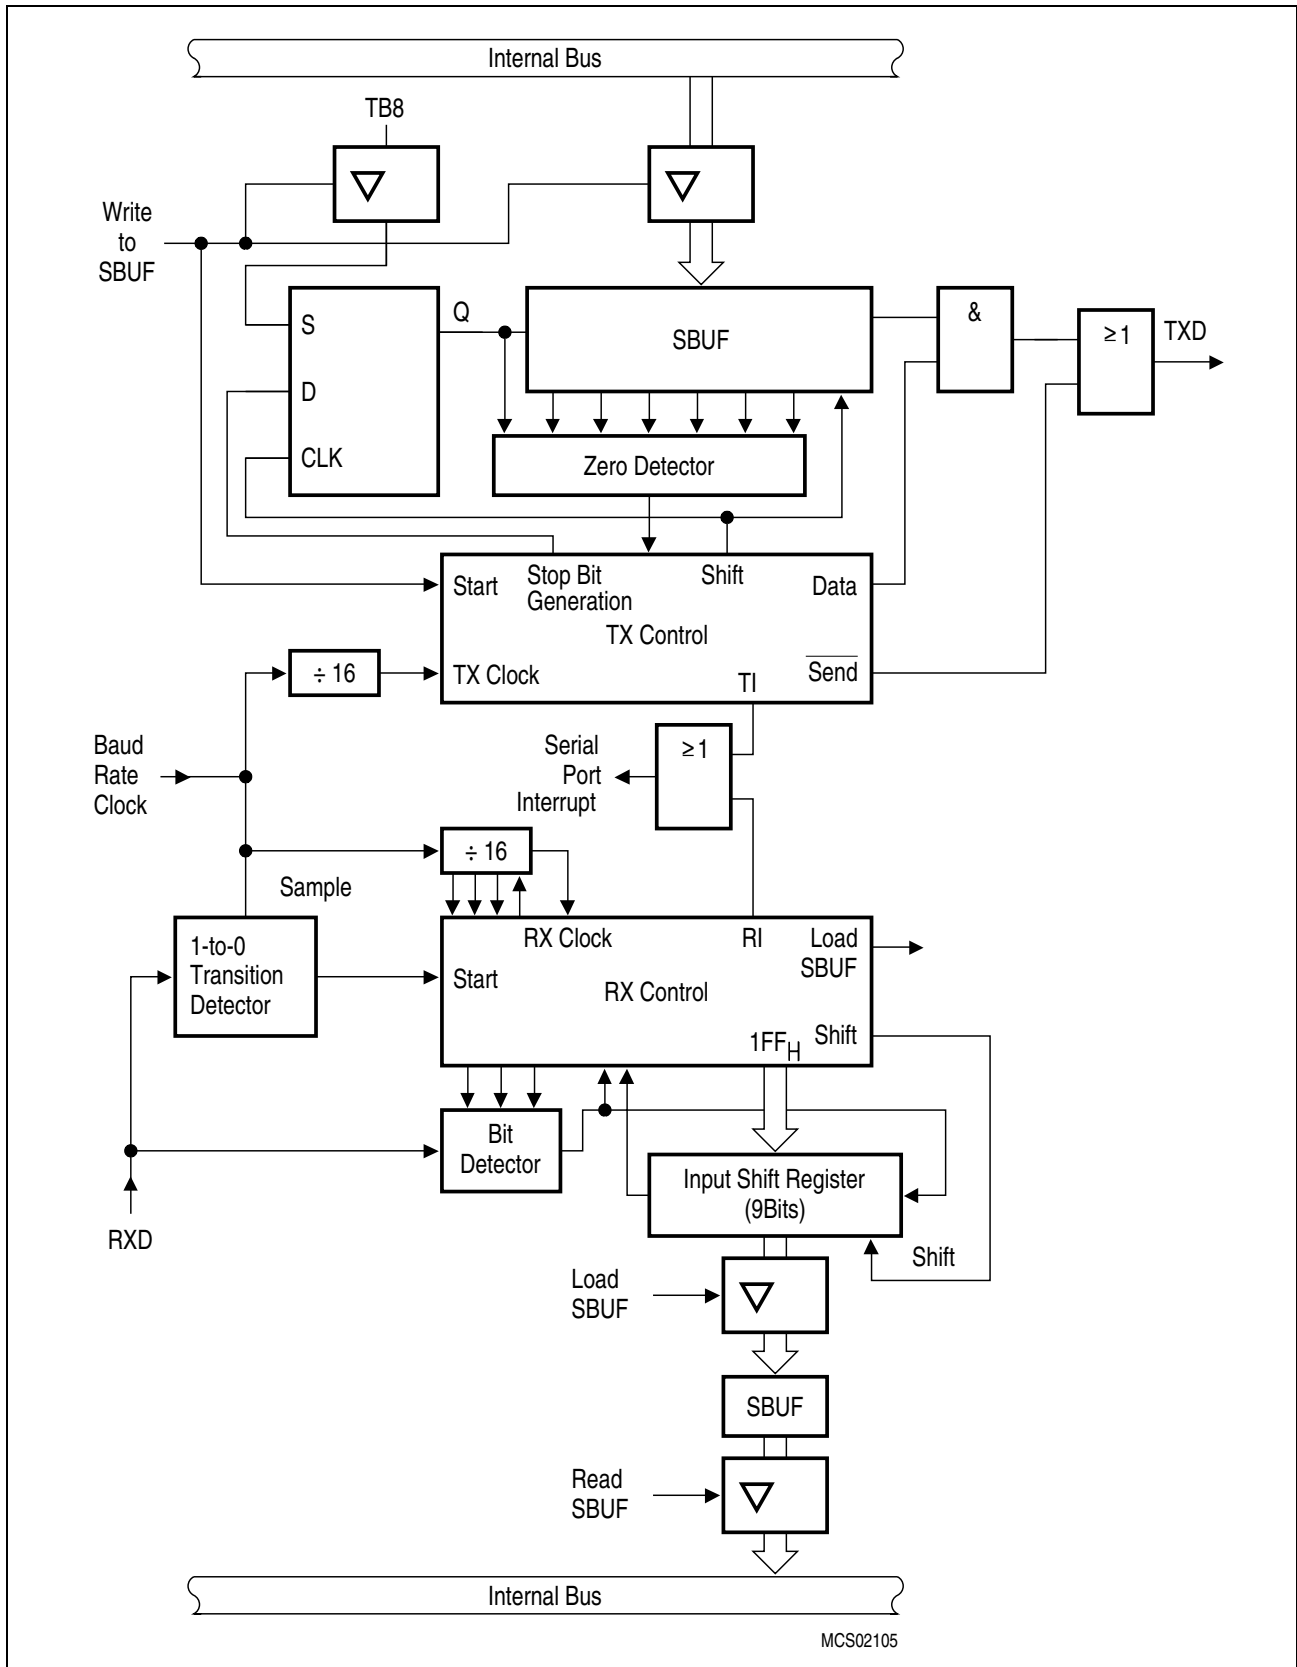 Internal Bus
TB8
Write
to
SBUF
S
Q
D
CLK
SBUF
&
≥1
TXD
Zero Detector
Start
Stop Bit
Generation
Shift
Data
TX Control
÷ 16
TX Clock
TI
Send
Baud
Rate
Clock
Serial
Port
Interrupt
≥1
÷ 16
Sample
1-to-0
Transition
Detector
RX Clock
RI
Load
SBUF
Start
RX Control
1FFH
Shift
Bit
Detector
RXD
Input Shift Register
(9Bits)
Shift
Load
SBUF
SBUF
Read
SBUF
Internal Bus
MCS02105